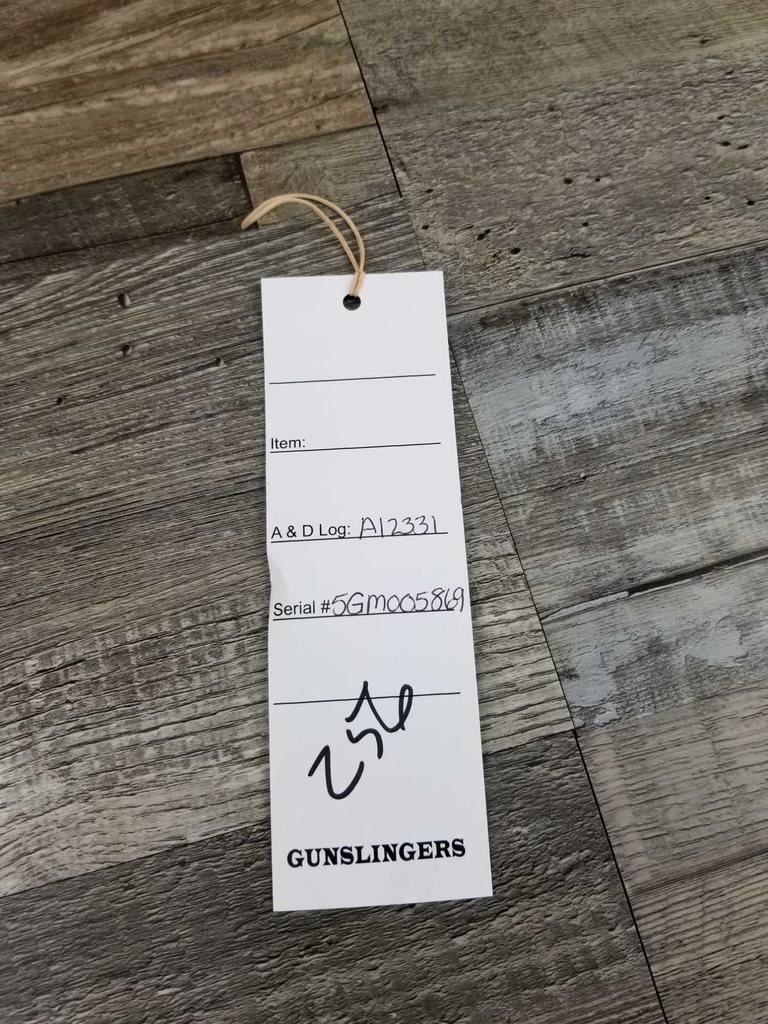 Item:
A & D Log: A12331
Serial # 5GM005869
GUNSLINGERS